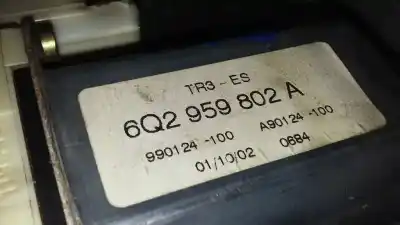 TR3-ES
6Q2 959 802 A
990124-100 A90124-100
01/10/02 0684